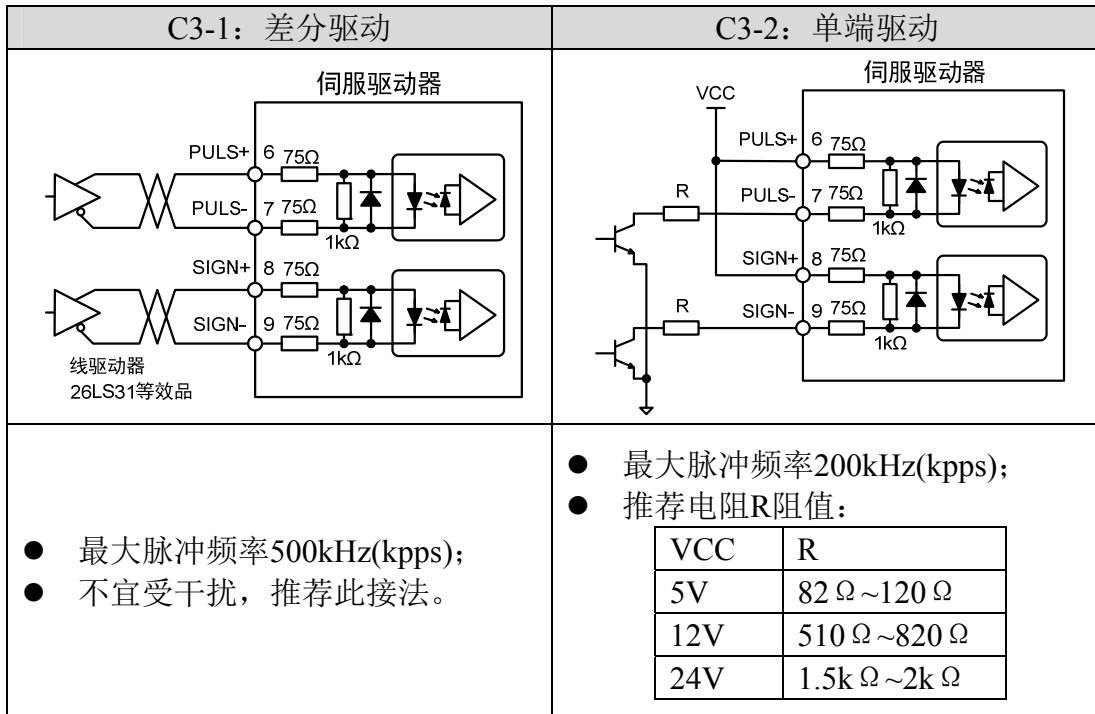 C3-1：差分驱动
C3-2：单端驱动
伺服驱动器
PULS+ 6 75Ω
PULS- 7 75Ω
1kΩ
SIGN+ 8 75Ω
SIGN- 9 75Ω
1kΩ
线驱动器
26LS31等效品
伺服驱动器
VCC
PULS+ 6 75Ω
R PULS- 7 75Ω
1kΩ
SIGN+ 8 75Ω
R SIGN- 9 75Ω
1kΩ
● 最大脉冲频率500kHz(kpps)；
● 不宜受干扰，推荐此接法。
● 最大脉冲频率200kHz(kpps)；
● 推荐电阻R阻值：
VCC R
5V 82Ω~120Ω
12V 510Ω~820Ω
24V 1.5kΩ~2kΩ